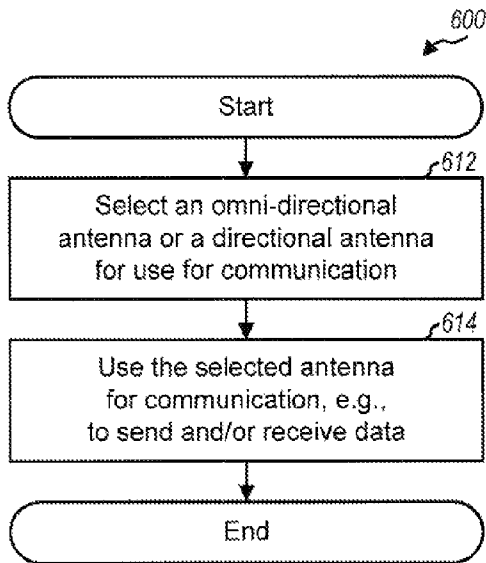 600
Start
612
Select an omni-directional
antenna or a directional antenna
for use for communication
614
Use the selected antenna
for communication, e.g.,
to send and/or receive data
End